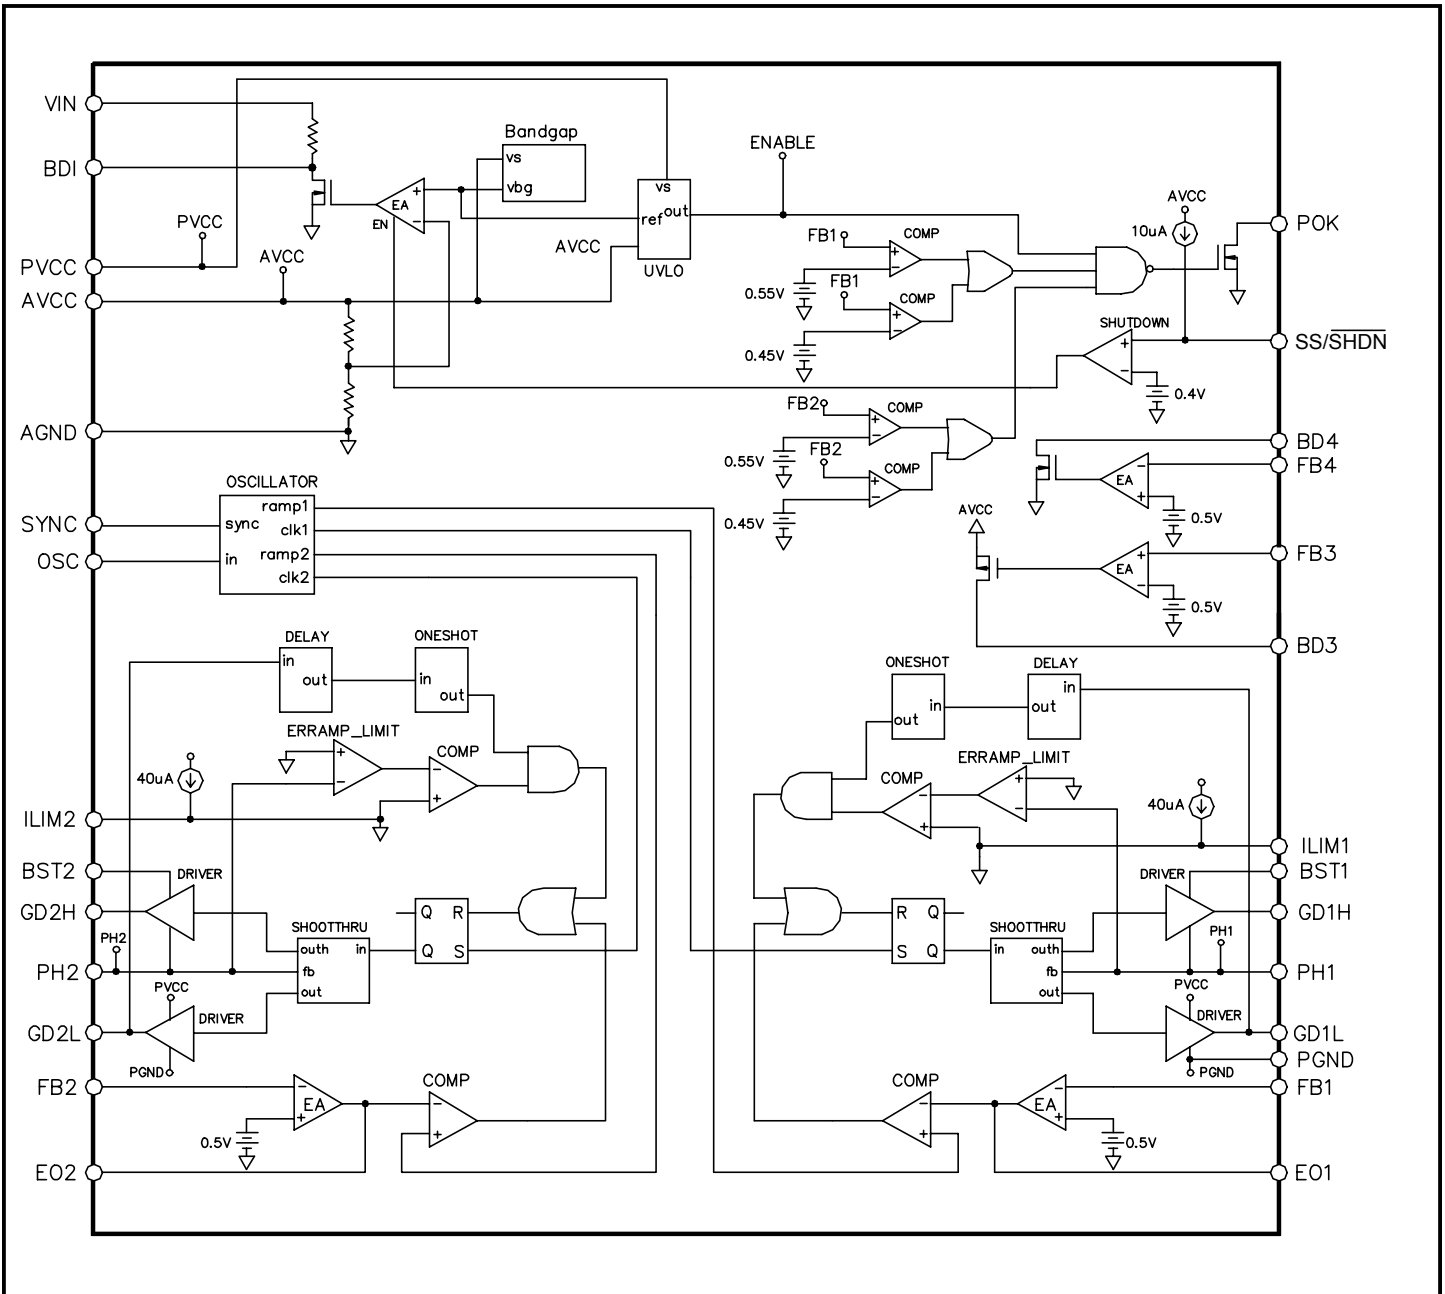 VIN
BDI
PVCC
PVCC
AVCC
AVCC
AGND
EA
+
−
EN
Bandgap
vs
vbg
AVCC
vs
ref
out
UVLO
ENABLE
FB1
COMP
+
−
0.55V
FB1
COMP
+
−
0.45V
FB2
COMP
+
−
0.55V
FB2
COMP
+
−
0.45V
AVCC
10uA
POK
SHUTDOWN
+
−
0.4V
SS/SHDN
BD4
FB4
−
EA
+
0.5V
AVCC
FB3
+
EA
−
0.5V
BD3
SYNC
OSC
OSCILLATOR
sync
in
ramp1
clk1
ramp2
clk2
DELAY
in
out
ONESHOT
in
out
ERRAMP_LIMIT
+
−
COMP
−
+
40uA
ILIM2
BST2
DRIVER
GD2H
PH2
PH2
SHOOTTHRU
outh
in
fb
out
Q
R
Q
S
PVCC
DRIVER
GD2L
PGND
FB2
−
EA
+
0.5V
COMP
−
+
EO2
ONESHOT
in
out
DELAY
in
out
ERRAMP_LIMIT
+
−
COMP
−
+
40uA
ILIM1
BST1
DRIVER
GD1H
PH1
PH1
R
Q
S
Q
SHOOTTHRU
in
outh
fb
out
PVCC
DRIVER
GD1L
PGND
PGND
FB1
COMP
−
+
−
EA
+
0.5V
EO1